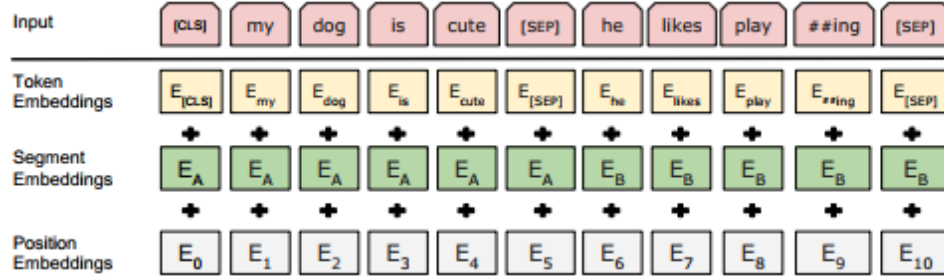 Input [CLS] my dog is cute [SEP] he likes play ##ing [SEP]
Token Embeddings E[CLS] Emy Edog Eis Ecute E[SEP] Ehe Elikes Eplay E##ing E[SEP]
+ + + + + + + + + + +
Segment Embeddings EA EA EA EA EA EA EB EB EB EB EB
+ + + + + + + + + + +
Position Embeddings E0 E1 E2 E3 E4 E5 E6 E7 E8 E9 E10